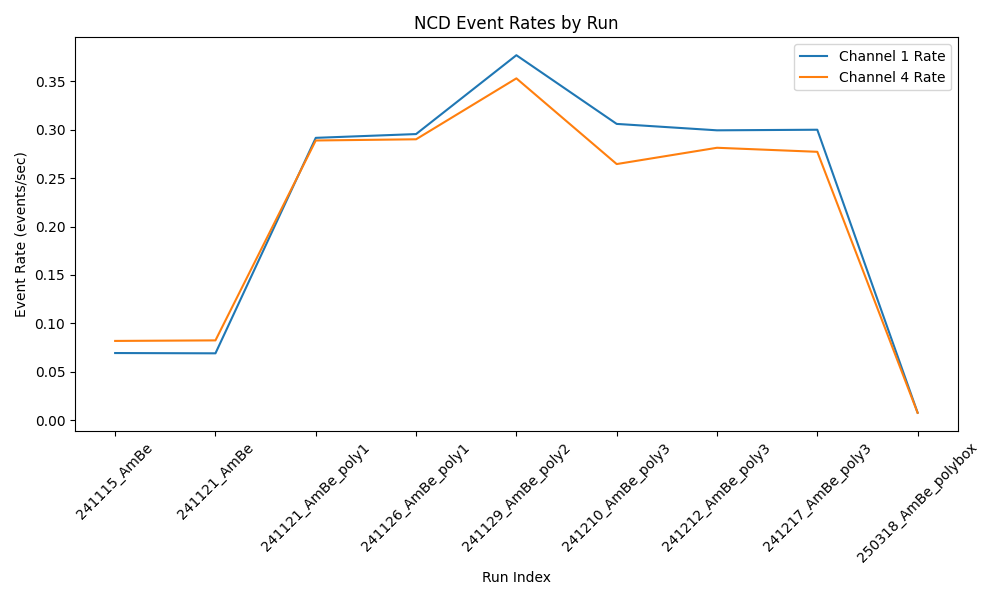 NCD Event Rates by Run
Channel 1 Rate
Channel 4 Rate
Event Rate (events/sec)
0.35
0.30
0.25
0.20
0.15
0.10
0.05
0.00
241115_AmBe
241121_AmBe
241121_AmBe_poly1
241126_AmBe_poly1
241129_AmBe_poly2
241210_AmBe_poly3
241212_AmBe_poly3
241217_AmBe_poly3
250318_AmBe_polybox
Run Index